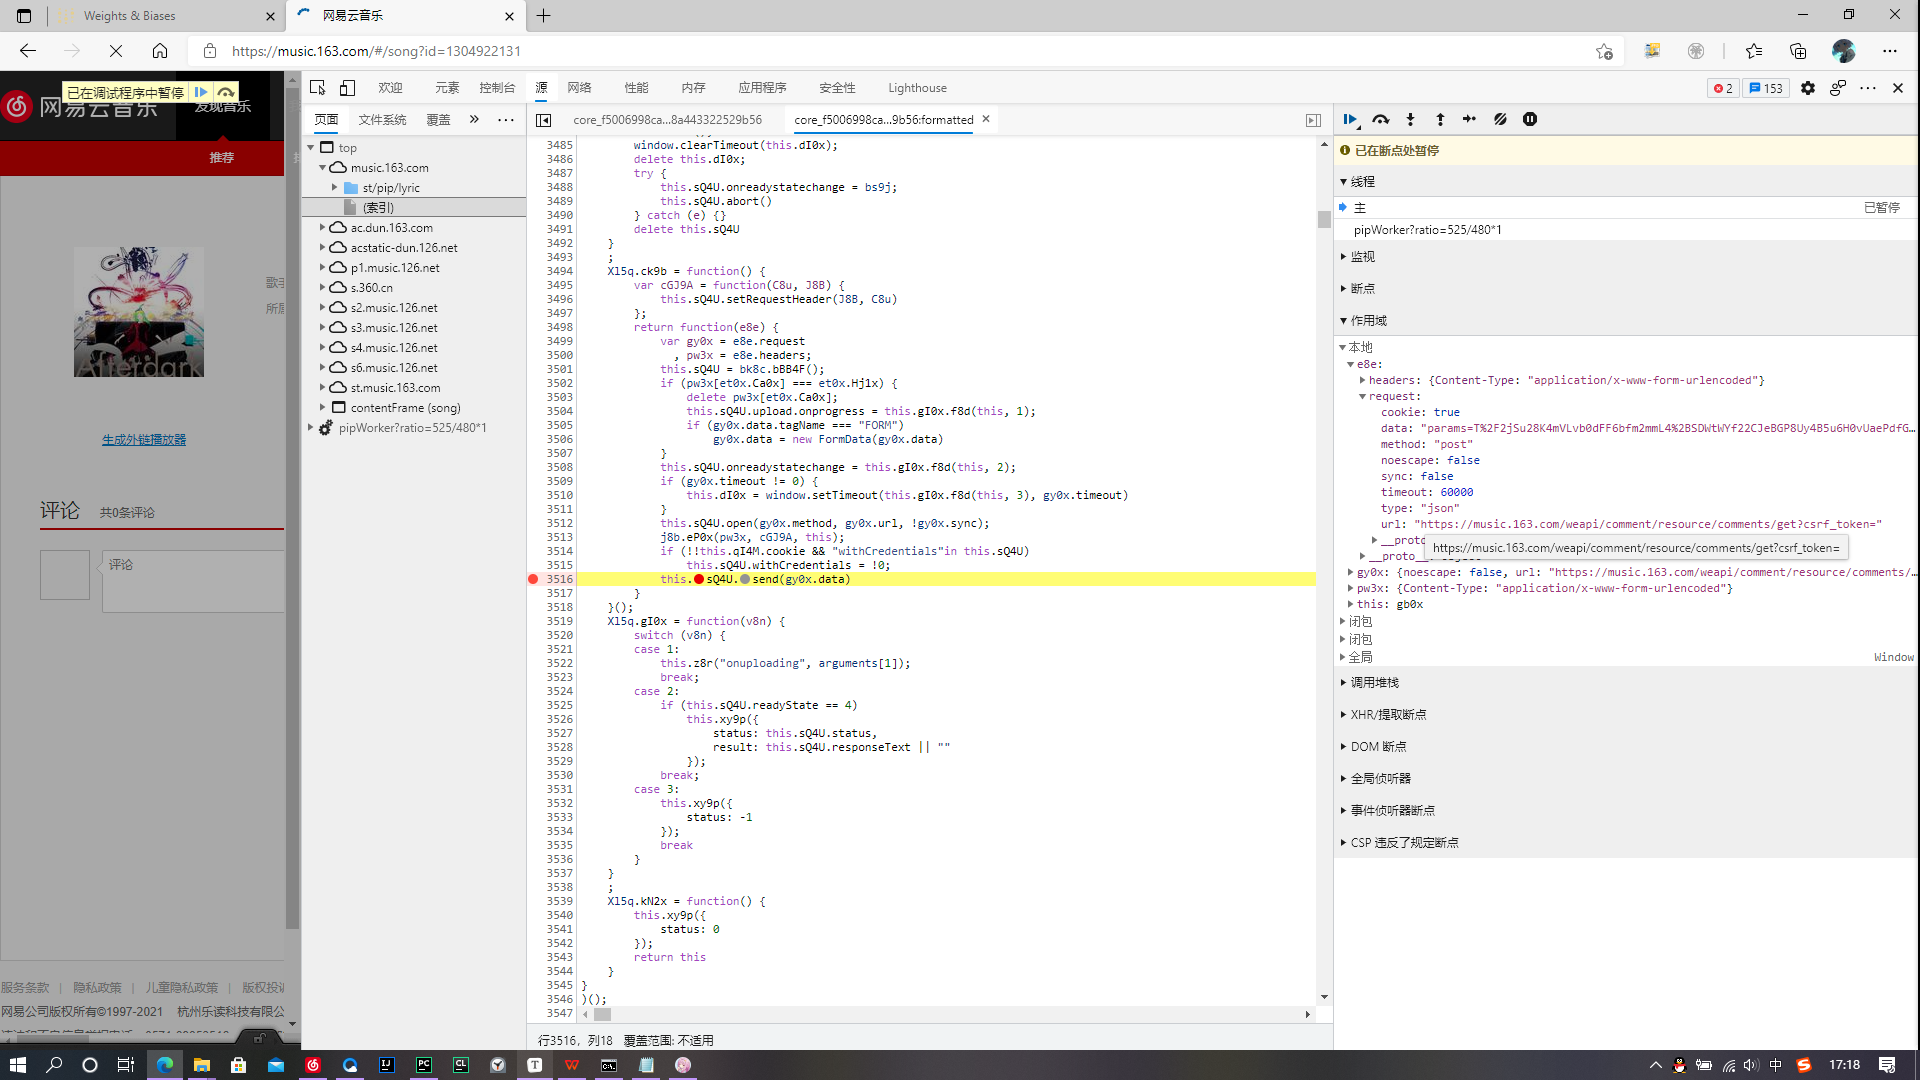 Weights & Biases
网易云音乐
https://music.163.com/#/song?id=1304922131
已在调试程序中暂停
网易云音乐
发现音乐
推荐
歌手
所属
Afterdark
生成外链播放器
评论 共0条评论
评论
服务条款 | 隐私政策 | 儿童隐私政策 | 版权投诉
网易公司版权所有©1997-2021 杭州乐读科技有限公
欢迎 元素 控制台 源 网络 性能 内存 应用程序 安全性 Lighthouse
2 153
页面 文件系统 覆盖
top
music.163.com
st/pip/lyric
(索引)
ac.dun.163.com
acstatic-dun.126.net
p1.music.126.net
s.360.cn
s2.music.126.net
s3.music.126.net
s4.music.126.net
s6.music.126.net
st.music.163.com
contentFrame (song)
pipWorker?ratio=525/480*1
core_f5006998ca...8a443322529b56 core_f5006998ca...9b56:formatted
3485 window.clearTimeout(this.dI0x);
3486 delete this.dI0x;
3487 try {
3488 this.sQ4U.onreadystatechange = bs9j;
3489 this.sQ4U.abort()
3490 } catch (e) {}
3491 delete this.sQ4U
3492 }
3493 ;
3494 Xl5q.ck9b = function() {
3495 var cGJ9A = function(C8u, J8B) {
3496 this.sQ4U.setRequestHeader(J8B, C8u)
3497 };
3498 return function(e8e) {
3499 var gy0x = e8e.request
3500 , pw3x = e8e.headers;
3501 this.sQ4U = bk8c.bBB4F();
3502 if (pw3x[et0x.Ca0x] === et0x.Hj1x) {
3503 delete pw3x[et0x.Ca0x];
3504 this.sQ4U.upload.onprogress = this.gI0x.f8d(this, 1);
3505 if (gy0x.data.tagName === "FORM")
3506 gy0x.data = new FormData(gy0x.data)
3507 }
3508 this.sQ4U.onreadystatechange = this.gI0x.f8d(this, 2);
3509 if (gy0x.timeout != 0) {
3510 this.dI0x = window.setTimeout(this.gI0x.f8d(this, 3), gy0x.timeout)
3511 }
3512 this.sQ4U.open(gy0x.method, gy0x.url, !gy0x.sync);
3513 j8b.eP0x(pw3x, cGJ9A, this);
3514 if (!!this.qI4M.cookie && "withCredentials"in this.sQ4U)
3515 this.sQ4U.withCredentials = !0;
3516 this.sQ4U.send(gy0x.data)
3517 }
3518 }();
3519 Xl5q.gI0x = function(v8n) {
3520 switch (v8n) {
3521 case 1:
3522 this.z8r("onuploading", arguments[1]);
3523 break;
3524 case 2:
3525 if (this.sQ4U.readyState == 4)
3526 this.xy9p({
3527 status: this.sQ4U.status,
3528 result: this.sQ4U.responseText || ""
3529 });
3530 break;
3531 case 3:
3532 this.xy9p({
3533 status: -1
3534 });
3535 break
3536 }
3537 }
3538 ;
3539 Xl5q.kN2x = function() {
3540 this.xy9p({
3541 status: 0
3542 });
3543 return this
3544 }
3545 }
3546 )();
3547
行3516，列18 覆盖范围: 不适用
已在断点处暂停
线程
主 已暂停
pipWorker?ratio=525/480*1
监视
断点
作用域
本地
e8e:
headers: {Content-Type: "application/x-www-form-urlencoded"}
request:
cookie: true
data: "params=T%2F2jSu28K4mVLvb0dFF6bfm2mmL4%2BSDWtWYf22CJeBGP8Uy4B5u6H0vUaePdfG…
method: "post"
noescape: false
sync: false
timeout: 60000
type: "json"
url: "https://music.163.com/weapi/comment/resource/comments/get?csrf_token="
__proto
https://music.163.com/weapi/comment/resource/comments/get?csrf_token=
gy0x: {noescape: false, url: "https://music.163.com/weapi/comment/resource/comments/…
pw3x: {Content-Type: "application/x-www-form-urlencoded"}
this: gb0x
闭包
闭包
全局 Window
调用堆栈
XHR/提取断点
DOM 断点
全局侦听器
事件侦听器断点
CSP 违反了规定断点
中
17:18